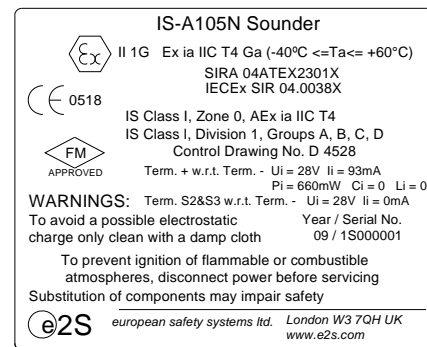 IS-A105N Sounder
Ex II 1G Ex ia IIC T4 Ga (-40ºC <=Ta<= +60°C)
SIRA 04ATEX2301X
IECEx SIR 04.0038X
CE 0518
IS Class I, Zone 0, AEx ia IIC T4
IS Class I, Division 1, Groups A, B, C, D
Control Drawing No. D 4528
FM
APPROVED
Term. + w.r.t. Term. - Ui = 28V Ii = 93mA
Pi = 660mW Ci = 0 Li = 0
WARNINGS: Term. S2&S3 w.r.t. Term. - Ui = 28V Ii = 0mA
To avoid a possible electrostatic
charge only clean with a damp cloth
Year / Serial No.
09 / 1S000001
To prevent ignition of flammable or combustible
atmospheres, disconnect power before servicing
Substitution of components may impair safety
e2S european safety systems ltd. London W3 7QH UK
www.e2s.com